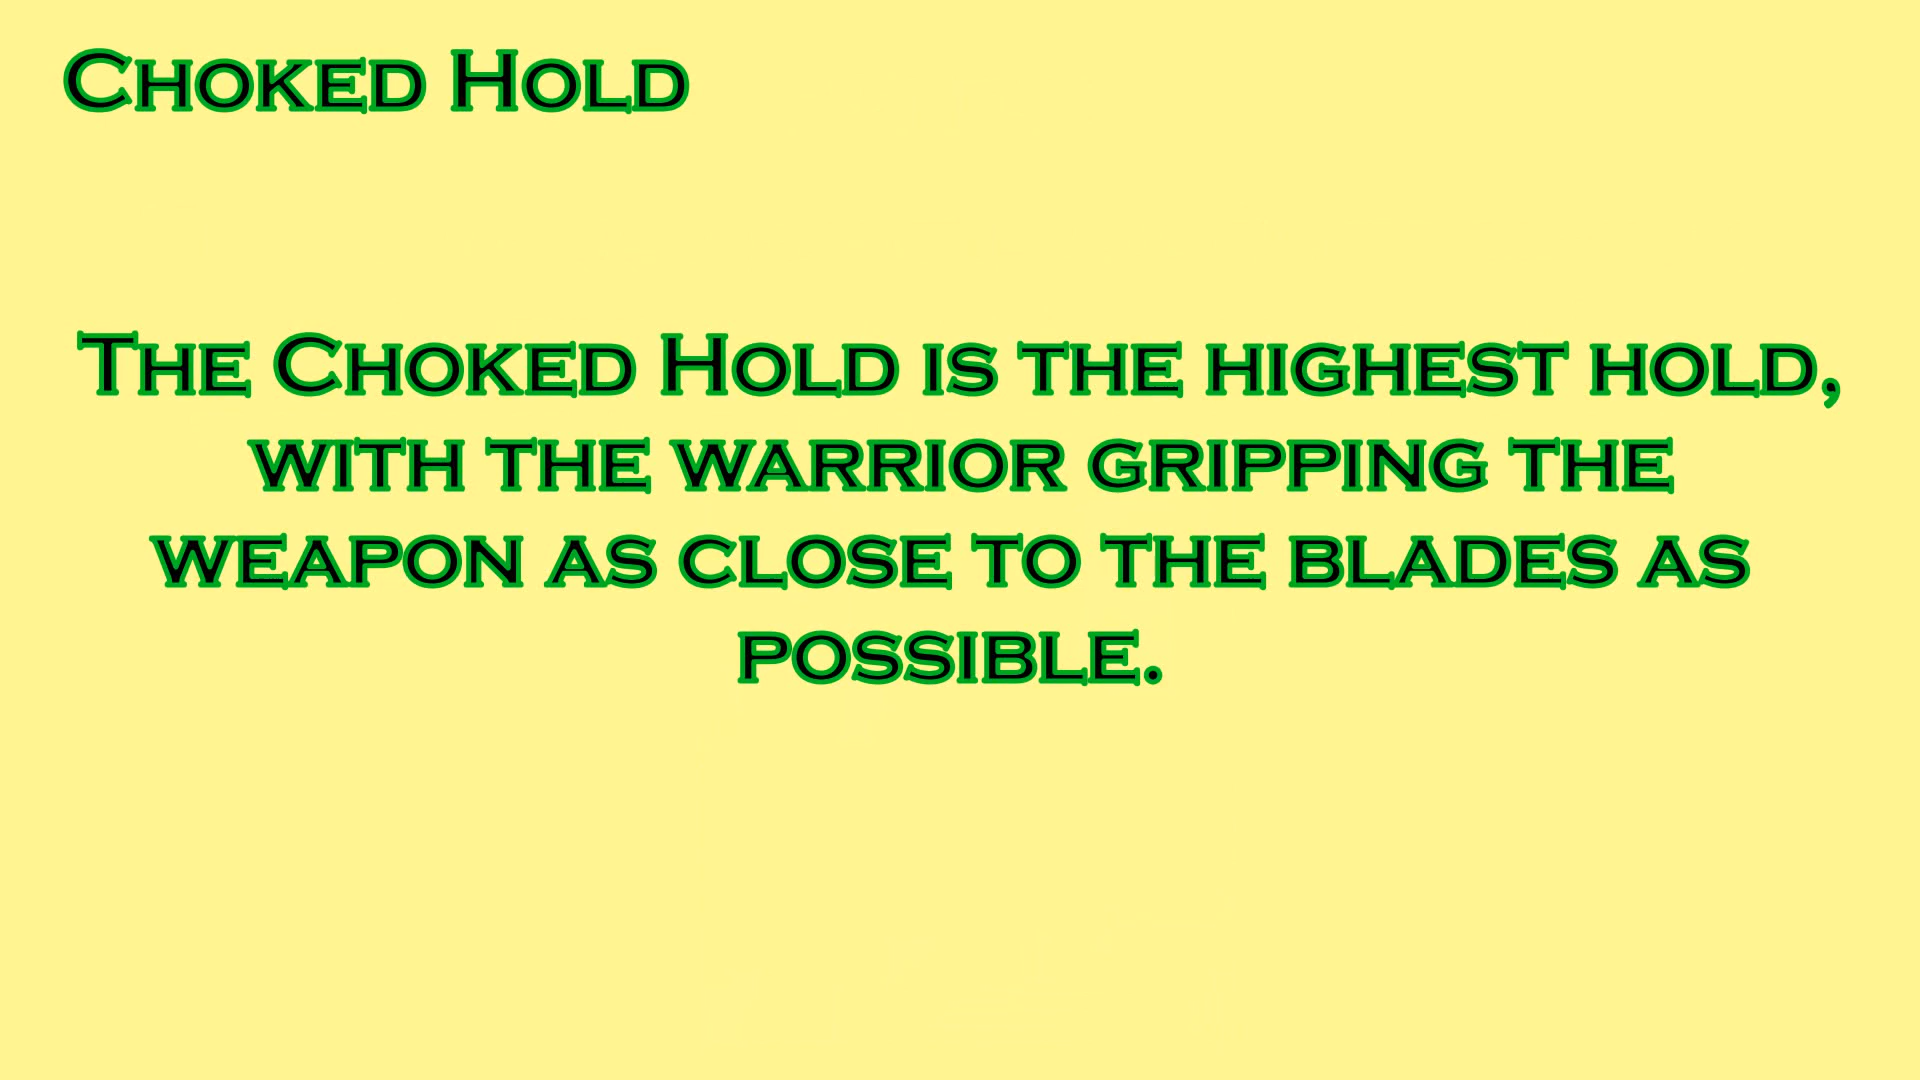 Choked Hold
The Choked Hold is the highest hold,
with the warrior gripping the
weapon as close to the blades as
possible.